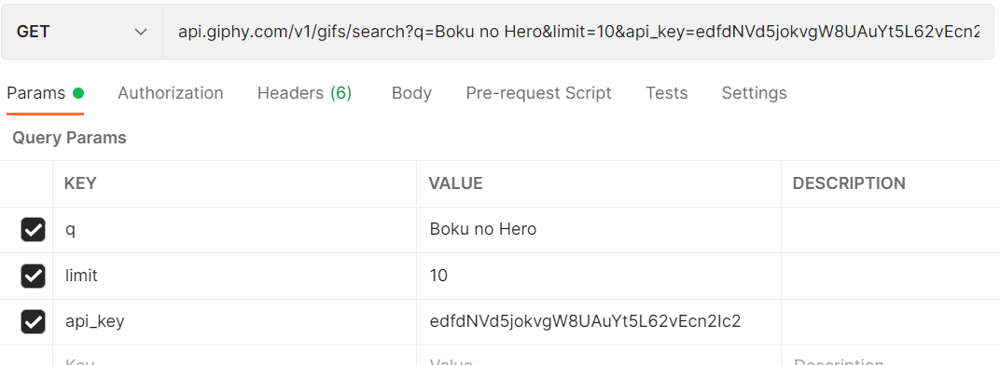 GET api.giphy.com/v1/gifs/search?q=Boku no Hero&limit=10&api_key=edfdNVd5jokvgW8UAuYt5L62vEcn2
Params Authorization Headers (6) Body Pre-request Script Tests Settings
Query Params
KEY VALUE DESCRIPTION
q Boku no Hero
limit 10
api_key edfdNVd5jokvgW8UAuYt5L62vEcn2Ic2
Key Value Description